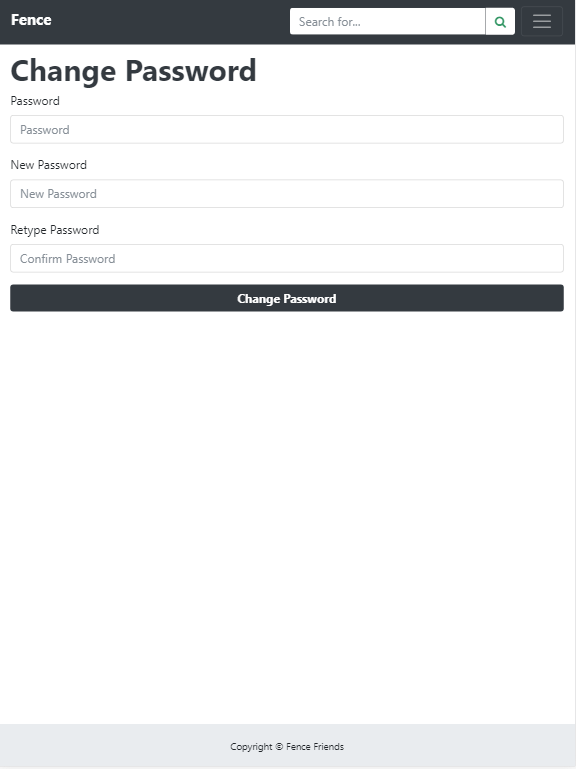 Fence
Search for...
Change Password
Password
Password
New Password
New Password
Retype Password
Confirm Password
Change Password
Copyright © Fence Friends